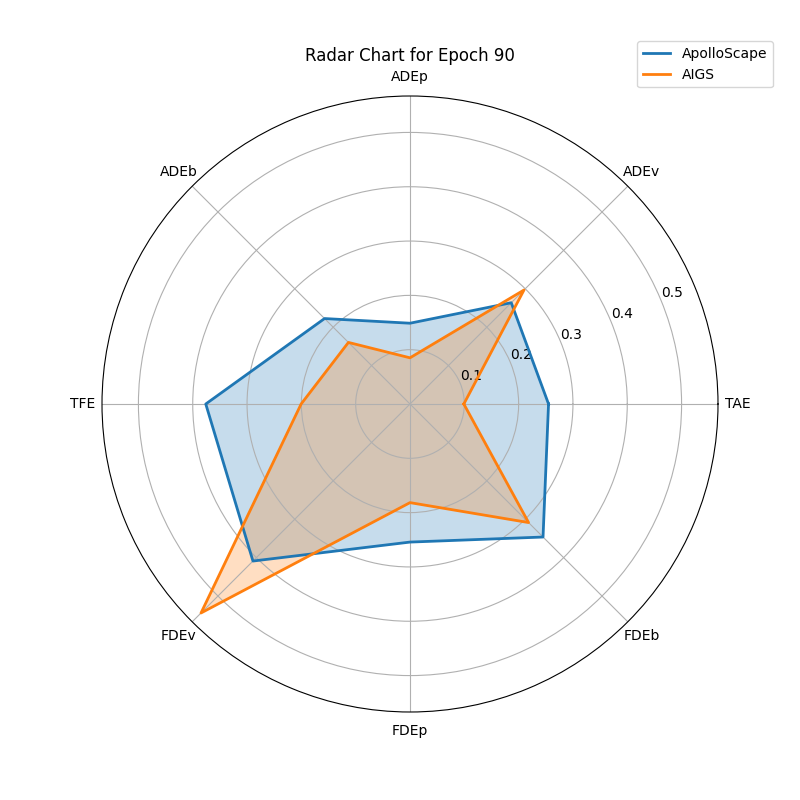 Radar Chart for Epoch 90
ApolloScape
AIGS
ADEp
ADEb
ADEv
0.5
0.4
0.3
0.2
0.1
TFE
TAE
FDEv
FDEb
FDEp